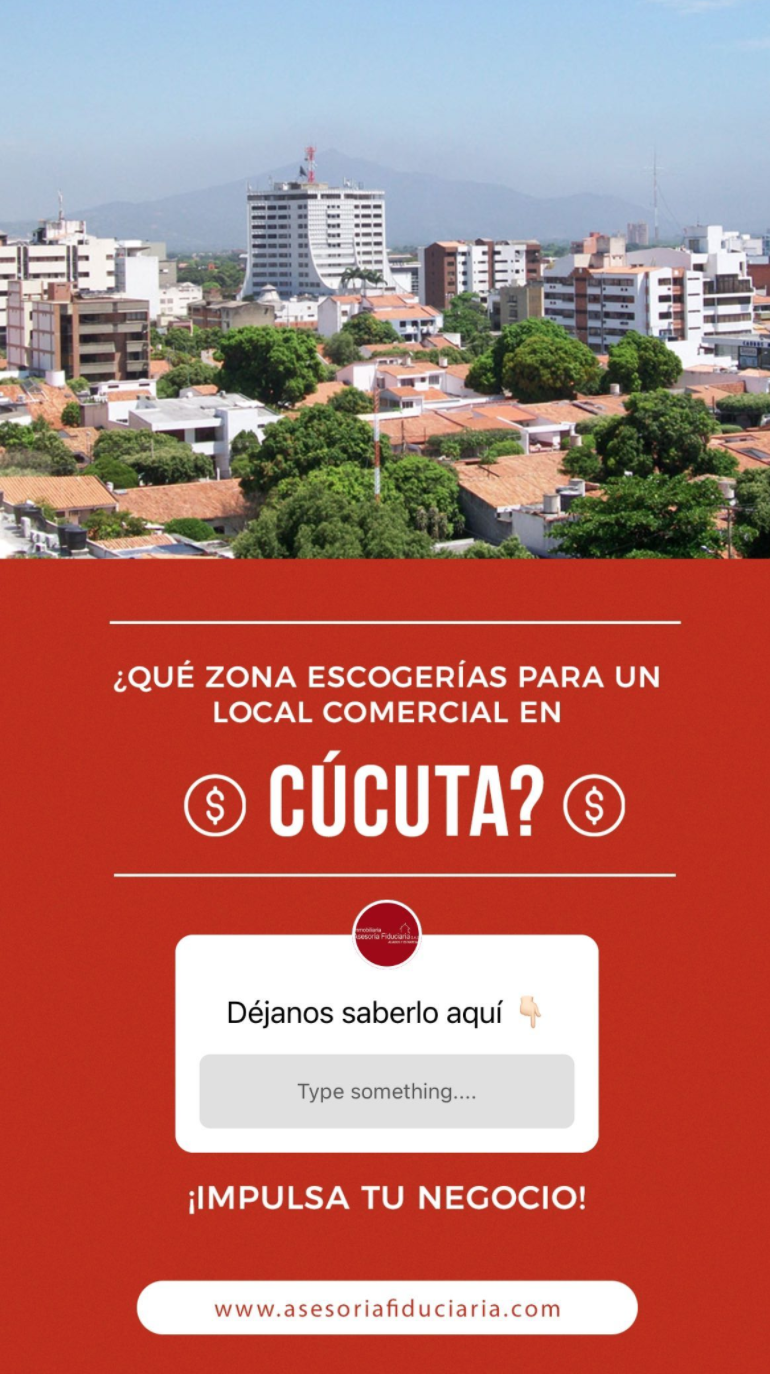 ¿QUÉ ZONA ESCOGERÍAS PARA UN
LOCAL COMERCIAL EN
$ CÚCUTA? $
Inmobiliaria
Asesoría Fiduciaria
Déjanos saberlo aquí 👇🏻
Type something....
¡IMPULSA TU NEGOCIO!
www.asesoriafiduciaria.com